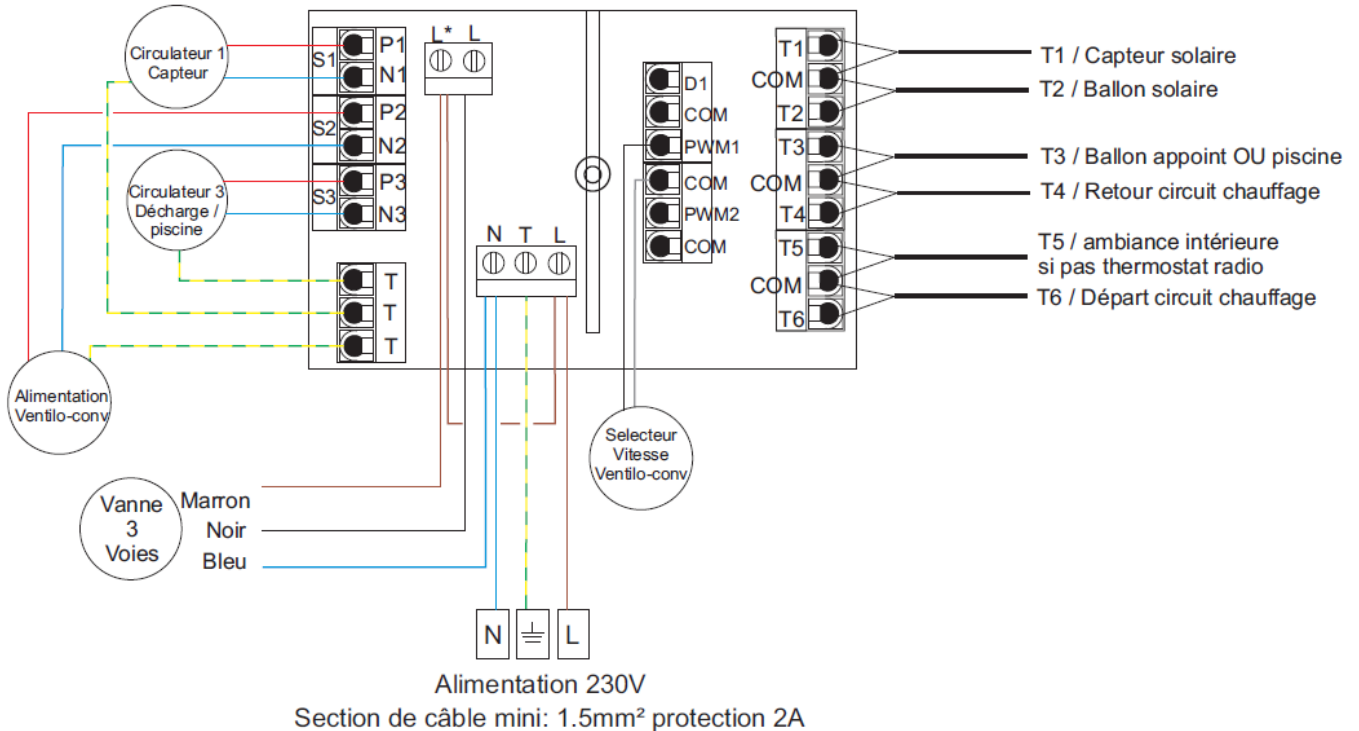 Circulateur 1
Capteur
S1
P1
N1
S2
P2
N2
S3
P3
N3
Circulateur 3
Décharge /
piscine
T
T
T
Alimentation
Ventilo-conv
L* L
N T L
D1
COM
PWM1
COM
PWM2
COM
T1
COM
T2
T3
COM
T4
T5
COM
T6
T1 / Capteur solaire
T2 / Ballon solaire
T3 / Ballon appoint OU piscine
T4 / Retour circuit chauffage
T5 / ambiance intérieure
si pas thermostat radio
T6 / Départ circuit chauffage
Selecteur
Vitesse
Ventilo-conv
Vanne
3
Voies
Marron
Noir
Bleu
N L
Alimentation 230V
Section de câble mini: 1.5mm² protection 2A